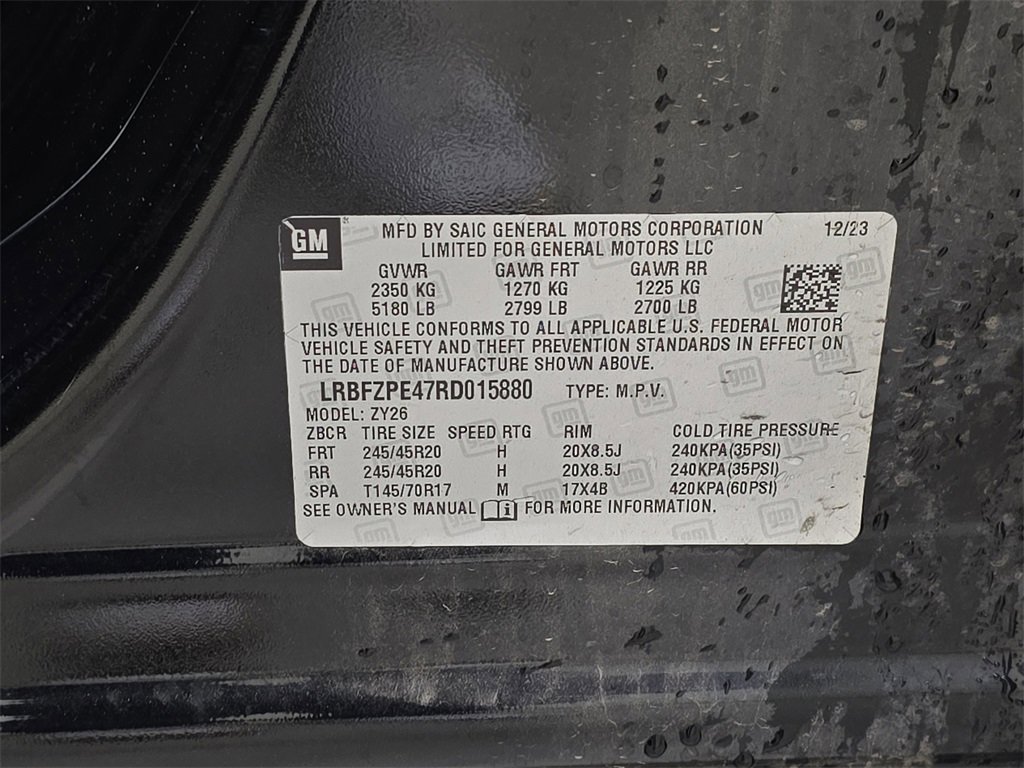 GM
MFD BY SAIC GENERAL MOTORS CORPORATION 12/23
LIMITED FOR GENERAL MOTORS LLC
GVWR GAWR FRT GAWR RR
2350 KG 1270 KG 1225 KG
5180 LB 2799 LB 2700 LB
THIS VEHICLE CONFORMS TO ALL APPLICABLE U.S. FEDERAL MOTOR
VEHICLE SAFETY AND THEFT PREVENTION STANDARDS IN EFFECT ON
THE DATE OF MANUFACTURE SHOWN ABOVE.
LRBFZPE47RD015880 TYPE: M.P.V.
MODEL: ZY26
ZBCR TIRE SIZE SPEED RTG RIM COLD TIRE PRESSURE
FRT 245/45R20 H 20X8.5J 240KPA(35PSI)
RR 245/45R20 H 20X8.5J 240KPA(35PSI)
SPA T145/70R17 M 17X4B 420KPA(60PSI)
SEE OWNER'S MANUAL i FOR MORE INFORMATION.